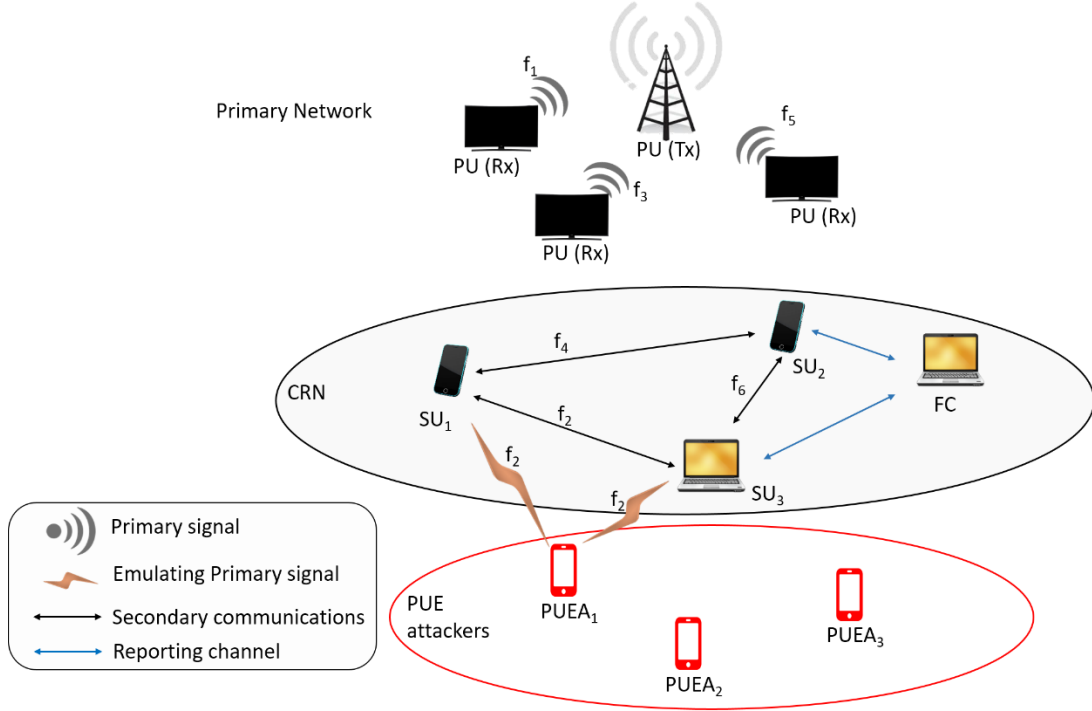 f₁
Primary Network
f₅
PU (Tx)
PU (Rx)
f₃
PU (Rx)
PU (Rx)
f₄
SU₂
f₆
CRN
FC
SU₁
f₂
f₂
f₂
SU₃
Primary signal
Emulating Primary signal
Secondary communications
Reporting channel
PUE
attackers
PUEA₁
PUEA₂
PUEA₃